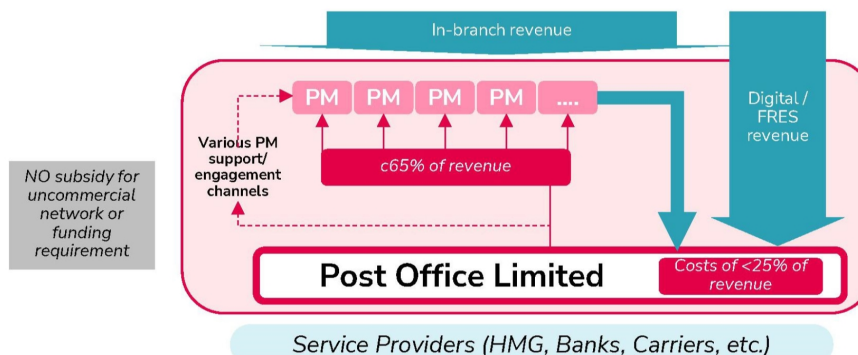 In-branch revenue
PM PM PM PM ....
Digital /
FRES
revenue
Various PM
support/
engagement
channels
c65% of revenue
NO subsidy for
uncommercial
network or
funding
requirement
Post Office Limited
Costs of <25% of
revenue
Service Providers (HMG, Banks, Carriers, etc.)